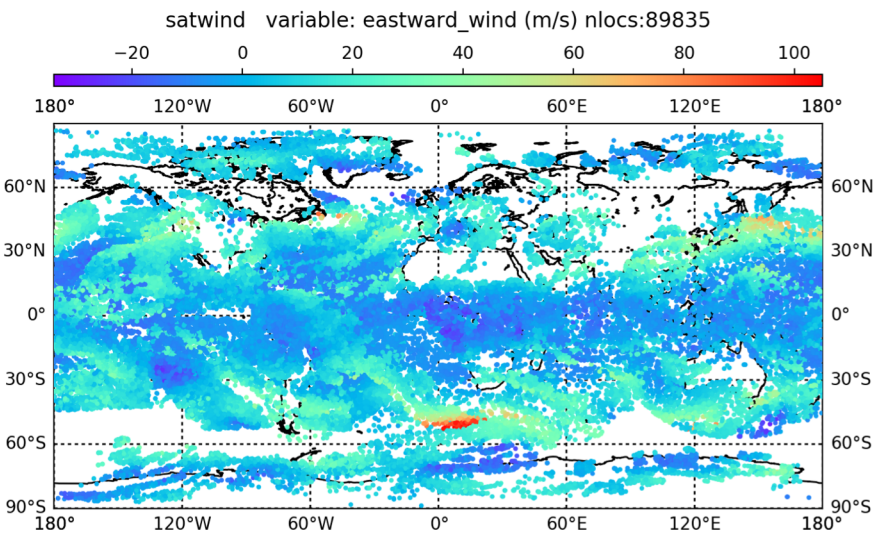 satwind   variable: eastward_wind (m/s) nlocs:89835
−20 0 20 40 60 80 100
180° 120°W 60°W 0° 60°E 120°E 180°
60°N 60°N
30°N 30°N
0° 0°
30°S 30°S
60°S 60°S
90°S 90°S
180° 120°W 60°W 0° 60°E 120°E 180°